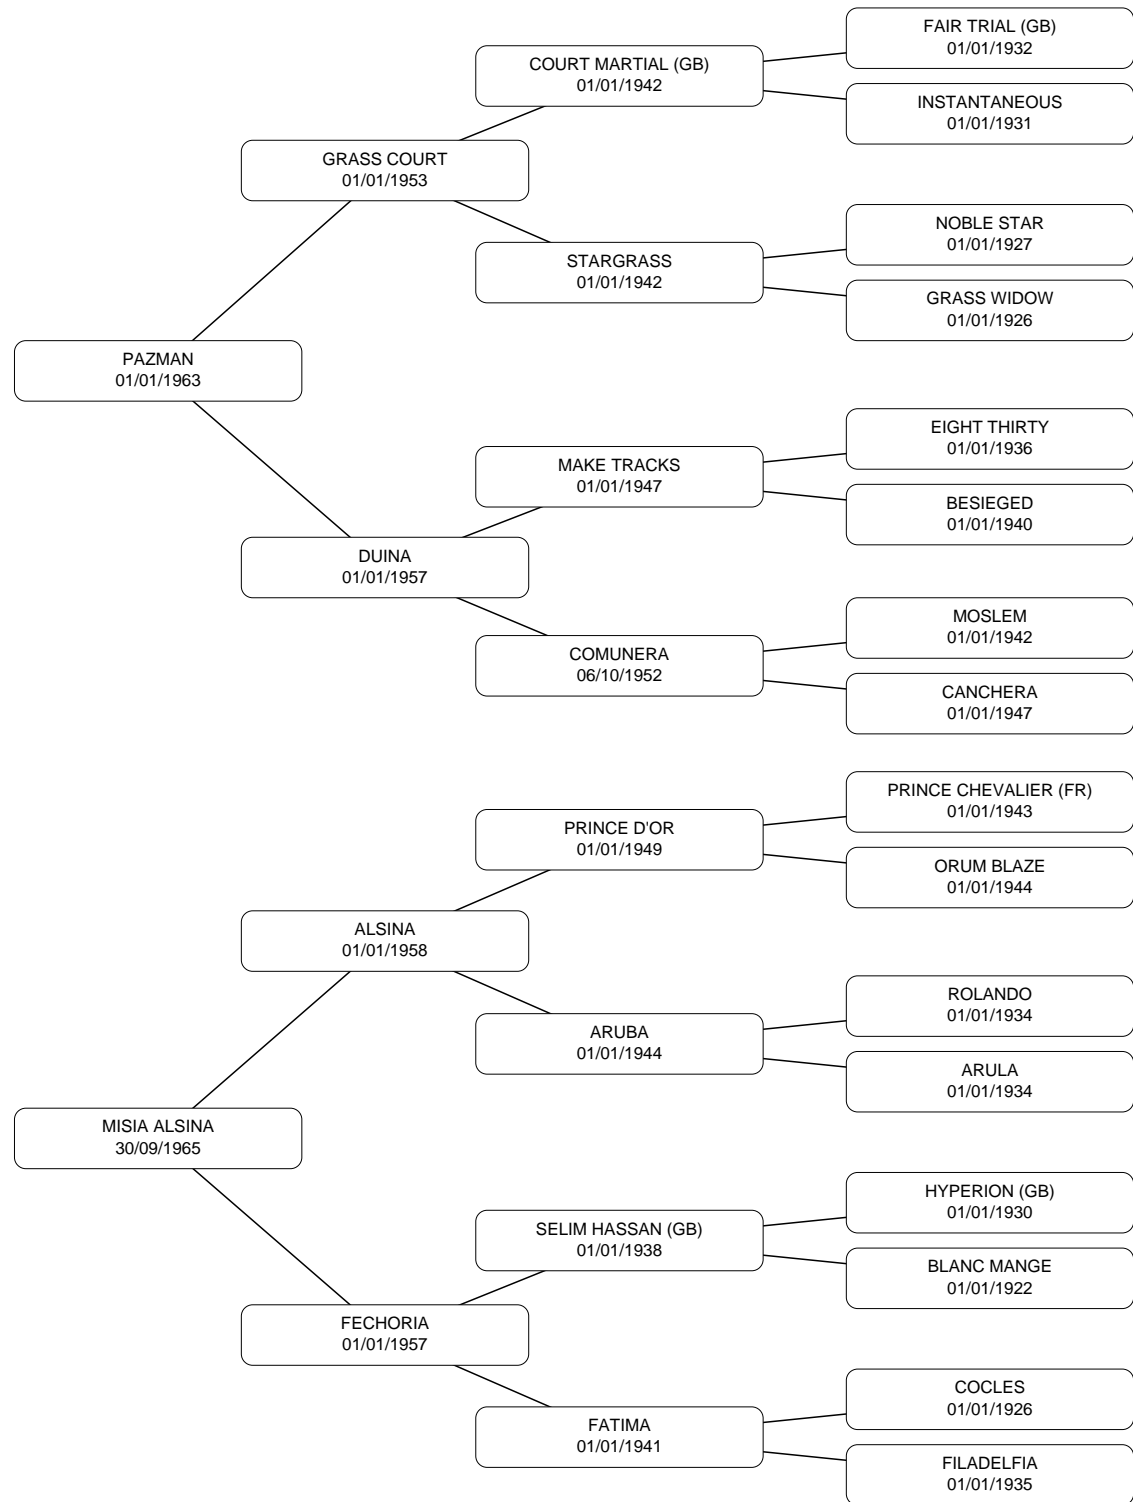 FAIR TRIAL (GB)
01/01/1932
COURT MARTIAL (GB)
01/01/1942
INSTANTANEOUS
01/01/1931
GRASS COURT
01/01/1953
NOBLE STAR
01/01/1927
STARGRASS
01/01/1942
GRASS WIDOW
01/01/1926
PAZMAN
01/01/1963
EIGHT THIRTY
01/01/1936
MAKE TRACKS
01/01/1947
BESIEGED
01/01/1940
DUINA
01/01/1957
MOSLEM
01/01/1942
COMUNERA
06/10/1952
CANCHERA
01/01/1947
PRINCE CHEVALIER (FR)
01/01/1943
PRINCE D'OR
01/01/1949
ORUM BLAZE
01/01/1944
ALSINA
01/01/1958
ROLANDO
01/01/1934
ARUBA
01/01/1944
ARULA
01/01/1934
MISIA ALSINA
30/09/1965
HYPERION (GB)
01/01/1930
SELIM HASSAN (GB)
01/01/1938
BLANC MANGE
01/01/1922
FECHORIA
01/01/1957
COCLES
01/01/1926
FATIMA
01/01/1941
FILADELFIA
01/01/1935